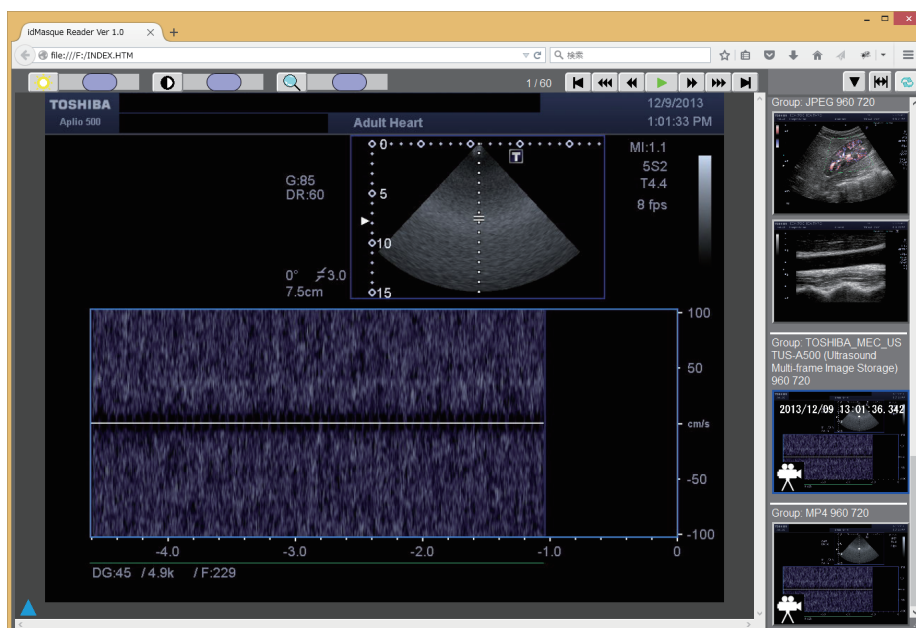 idMasque Reader Ver 1.0
file:///F:/INDEX.HTM
検索
1 / 60
TOSHIBA
Aplio 500
Adult Heart
12/9/2013
1:01:33 PM
G:85
DR:60
0
5
10
15
T
MI:1.1
5S2
T4.4
8 fps
0° 3.0
7.5cm
100
50
cm/s
-50
-100
-4.0 -3.0 -2.0 -1.0 0
DG:45 / 4.9k / F:229
Group: JPEG 960 720
Group: TOSHIBA_MEC_US
TUS-A500 (Ultrasound
Multi-frame Image Storage)
960 720
2013/12/09 13:01:36.342
Group: MP4 960 720